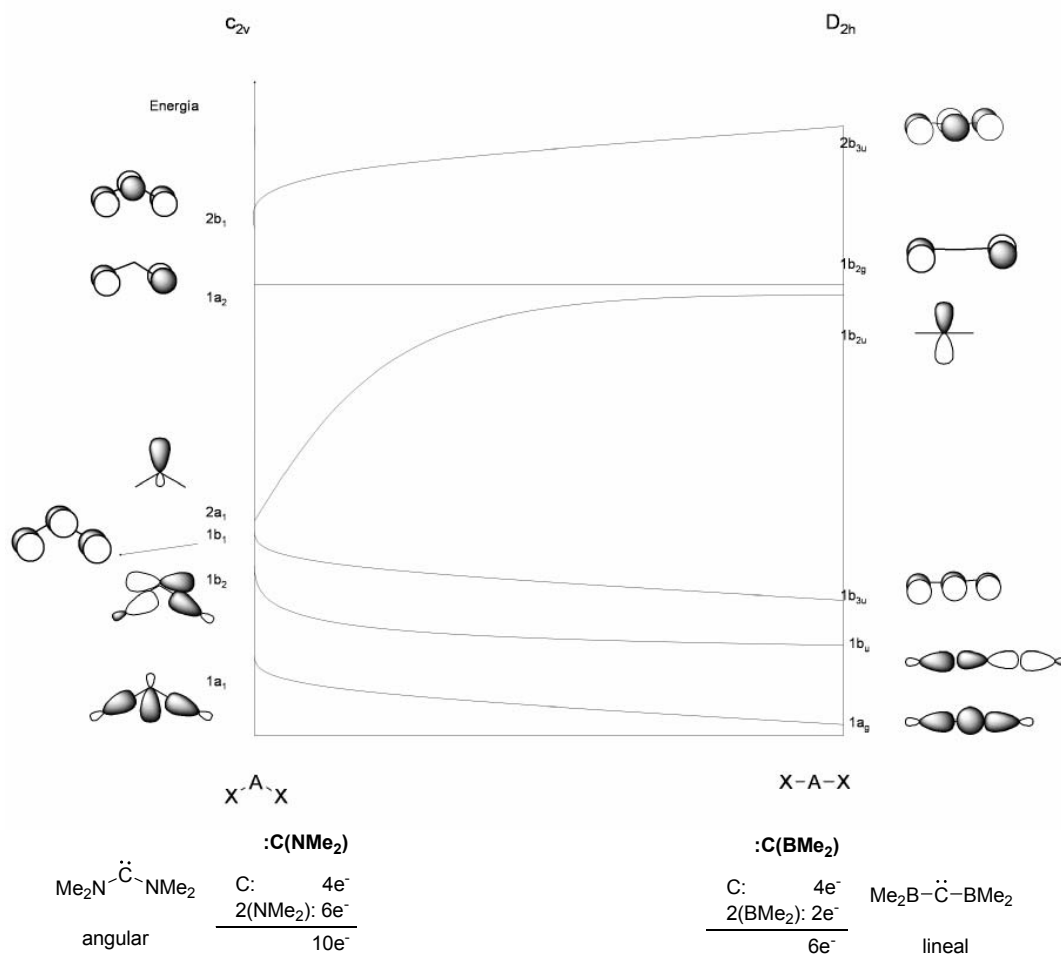 C2v
D2h
Energía
2b3u
2b1
1b2g
1a2
1b2u
2a1
1b1
1b2
1b3u
1bu
1a1
1ag
X A X
X-A-X
:C(NMe2)
:C(BMe2)
Me2N C̈ NMe2
C: 4e-
2(NMe2): 6e-
10e-
angular
C: 4e-
2(BMe2): 2e-
6e-
Me2B-C̈-BMe2
lineal